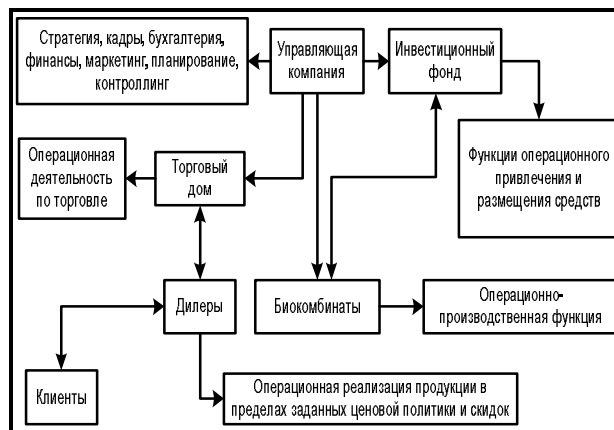 Стратегия, кадры, бухгалтерия,
финансы, маркетинг, планирование,
контроллинг
Управляющая
компания
Инвестиционный
фонд
Операционная
деятельность
по торговле
Торговый
дом
Функции операционного
привлечения и
размещения средств
Дилеры
Биокомбинаты
Операционно-
производственная функция
Клиенты
Операционная реализация продукции в
пределах заданных ценовой политики и скидок